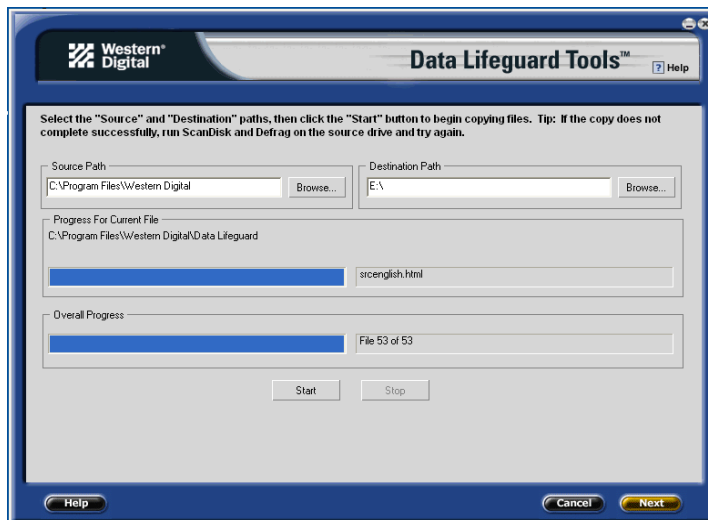 Western®
Digital
Data Lifeguard Tools™
? Help
Select the "Source" and "Destination" paths, then click the "Start" button to begin copying files. Tip: If the copy does not
complete successfully, run ScanDisk and Defrag on the source drive and try again.
Source Path
Destination Path
C:\Program Files\Western Digital
Browse...
E:\
Browse...
Progress For Current File
C:\Program Files\Western Digital\Data Lifeguard
srcenglish.html
Overall Progress
File 53 of 53
Start
Stop
Help
Cancel
Next